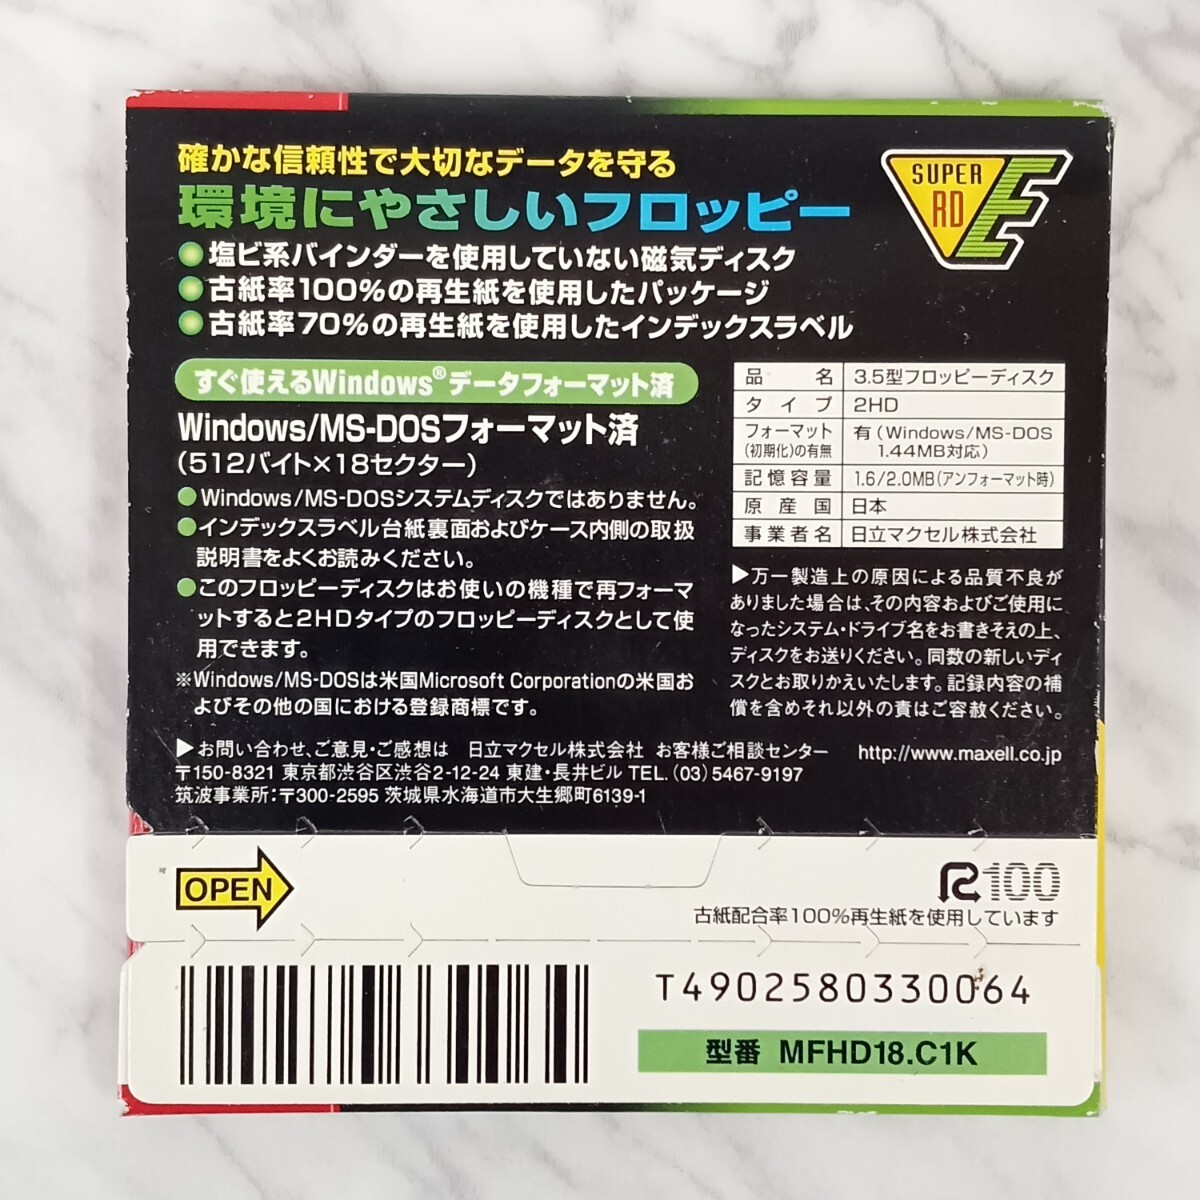 確かな信頼性で大切なデータを守る
環境にやさしいフロッピー
SUPER
RD
E
●塩ビ系バインダーを使用していない磁気ディスク
●古紙率100%の再生紙を使用したパッケージ
●古紙率70%の再生紙を使用したインデックスラベル
すぐ使えるWindows®データフォーマット済
Windows/MS-DOSフォーマット済
(512バイト×18セクター)
●Windows/MS-DOSシステムディスクではありません。
●インデックスラベル台紙裏面およびケース内側の取扱
説明書をよくお読みください。
●このフロッピーディスクはお使いの機種で再フォーマ
ットすると2HDタイプのフロッピーディスクとして使
用できます。
※Windows/MS-DOSは米国Microsoft Corporationの米国お
よびその他の国における登録商標です。
品名 3.5型フロッピーディスク
タイプ 2HD
フォーマット(初期化)の有無 有(Windows/MS-DOS
1.44MB対応)
記憶容量 1.6/2.0MB(アンフォーマット時)
原産国 日本
事業者名 日立マクセル株式会社
▶万一製造上の原因による品質不良が
ありました場合は、その内容およびご使用に
なったシステム・ドライブ名をお書きそえの上、
ディスクをお送りください。同数の新しいディ
スクとお取りかえいたします。記録内容の補
償を含めそれ以外の責はご容赦ください。
▶お問い合わせ、ご意見・ご感想は 日立マクセル株式会社 お客様ご相談センター http://www.maxell.co.jp
〒150-8321 東京都渋谷区渋谷2-12-24 東建・長井ビル TEL.(03)5467-9197
筑波事業所:〒300-2595 茨城県水海道市大生郷町6139-1
OPEN
R100
古紙配合率100%再生紙を使用しています
T4902580330064
型番 MFHD18.C1K